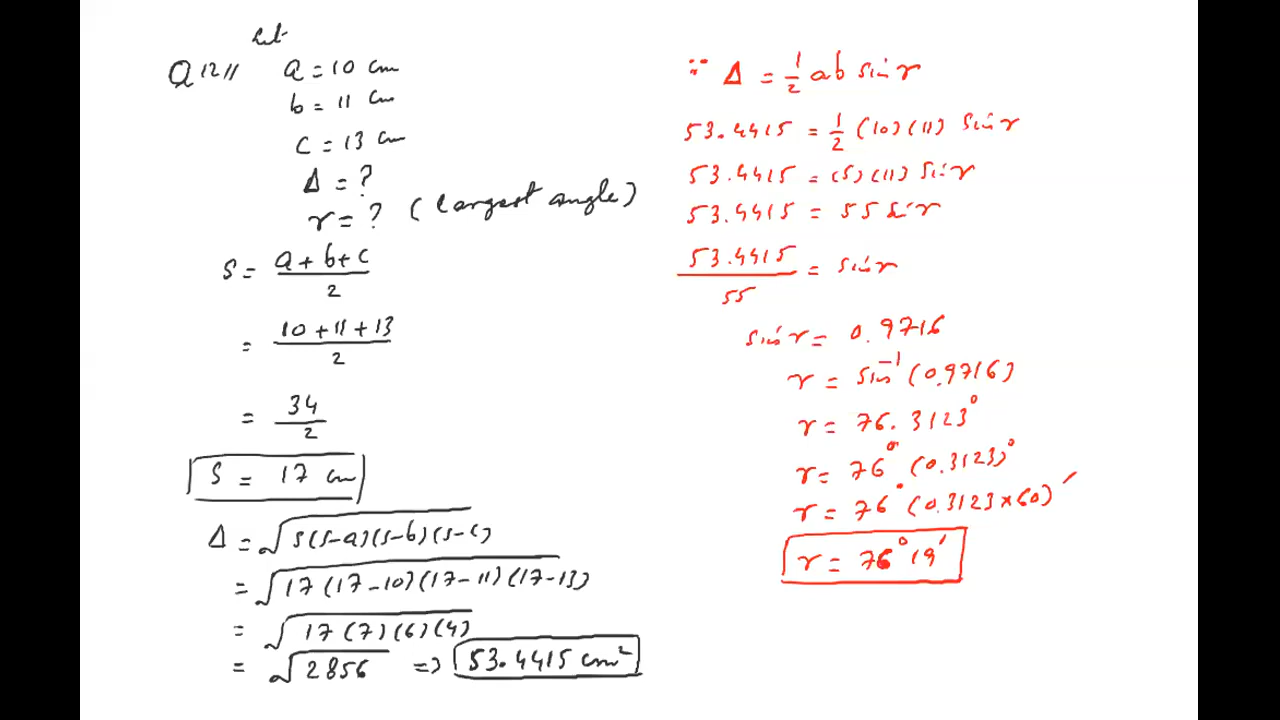 Let
Q12// a = 10 cm
b = 11 cm
c = 13 cm
Δ = ?
γ = ? (largest angle)
S = a+b+c / 2
= 10+11+13 / 2
= 34 / 2
S = 17 cm
Δ = √s(s-a)(s-b)(s-c)
= √17(17-10)(17-11)(17-13)
= √17(7)(6)(4)
= √2856 => 53.4415 cm²
∵ Δ = 1/2 ab sin γ
53.4415 = 1/2 (10)(11) sin γ
53.4415 = (5)(11) sin γ
53.4415 = 55 sin γ
53.4415 / 55 = sin γ
sin γ = 0.9716
γ = sin⁻¹(0.9716)
γ = 76.3123°
γ = 76°(0.3123)°
γ = 76°(0.3123×60)′
γ = 76°19′